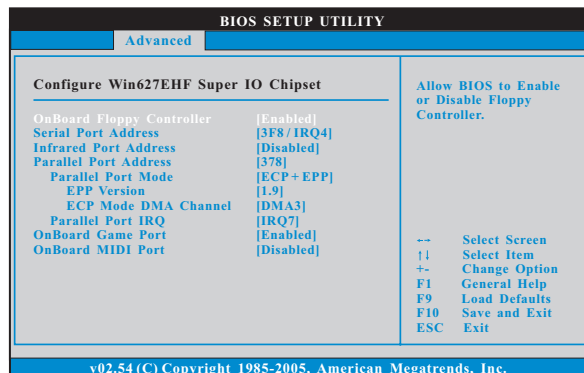 BIOS SETUP UTILITY
Advanced
Configure Win627EHF Super IO Chipset
OnBoard Floppy Controller [Enabled]
Serial Port Address [3F8 / IRQ4]
Infrared Port Address [Disabled]
Parallel Port Address [378]
Parallel Port Mode [ECP + EPP]
EPP Version [1.9]
ECP Mode DMA Channel [DMA3]
Parallel Port IRQ [IRQ7]
OnBoard Game Port [Enabled]
OnBoard MIDI Port [Disabled]
Allow BIOS to Enable
or Disable Floppy
Controller.
←→ Select Screen
↑↓ Select Item
+- Change Option
F1 General Help
F9 Load Defaults
F10 Save and Exit
ESC Exit
v02.54 (C) Copyright 1985-2005, American Megatrends, Inc.